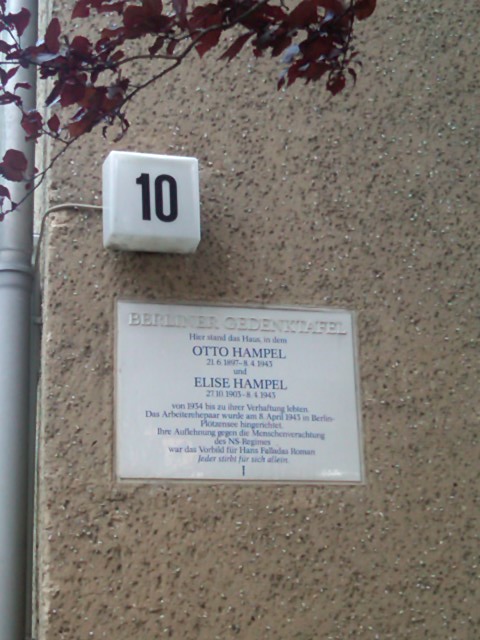 10
BERLINER GEDENKTAFEL
Hier stand das Haus, in dem
OTTO HAMPEL
21.6.1897–8.4.1943
und
ELISE HAMPEL
27.10.1903–8.4.1943
von 1934 bis zu ihrer Verhaftung lebten.
Das Arbeiterehepaar wurde am 8. April 1943 in Berlin-
Plötzensee hingerichtet.
Ihre Auflehnung gegen die Menschenverachtung
des NS-Regimes
war das Vorbild für Hans Falladas Roman
Jeder stirbt für sich allein.